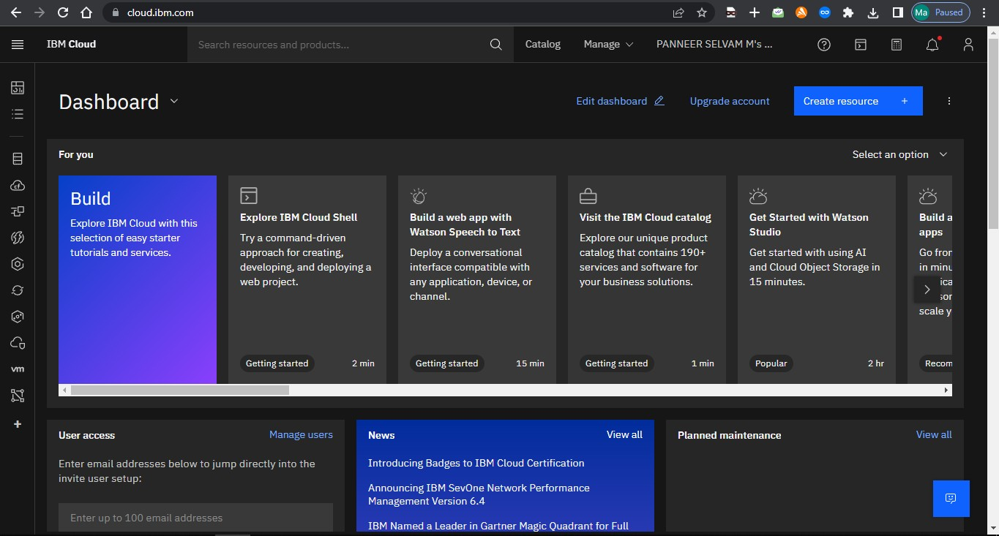 cloud.ibm.com
Ma Paused
IBM Cloud
Search resources and products...
Catalog
Manage
PANNEER SELVAM M's ...
Dashboard
Edit dashboard
Upgrade account
Create resource +
For you
Select an option
Build
Explore IBM Cloud with this
selection of easy starter
tutorials and services.
Explore IBM Cloud Shell
Try a command-driven
approach for creating,
developing, and deploying a
web project.
Getting started
2 min
Build a web app with
Watson Speech to Text
Deploy a conversational
interface compatible with
any application, device, or
channel.
Getting started
15 min
Visit the IBM Cloud catalog
Explore our unique product
catalog that contains 190+
services and software for
your business solutions.
Getting started
1 min
Get Started with Watson
Studio
Get started with using AI
and Cloud Object Storage in
15 minutes.
Popular
2 hr
Build a
apps
Go from
in minu
scale y
Recom
cf
vm
User access
Manage users
Enter email addresses below to jump directly into the
invite user setup:
Enter up to 100 email addresses
News
View all
Introducing Badges to IBM Cloud Certification
Announcing IBM SevOne Network Performance
Management Version 6.4
IBM Named a Leader in Gartner Magic Quadrant for Full
Planned maintenance
View all